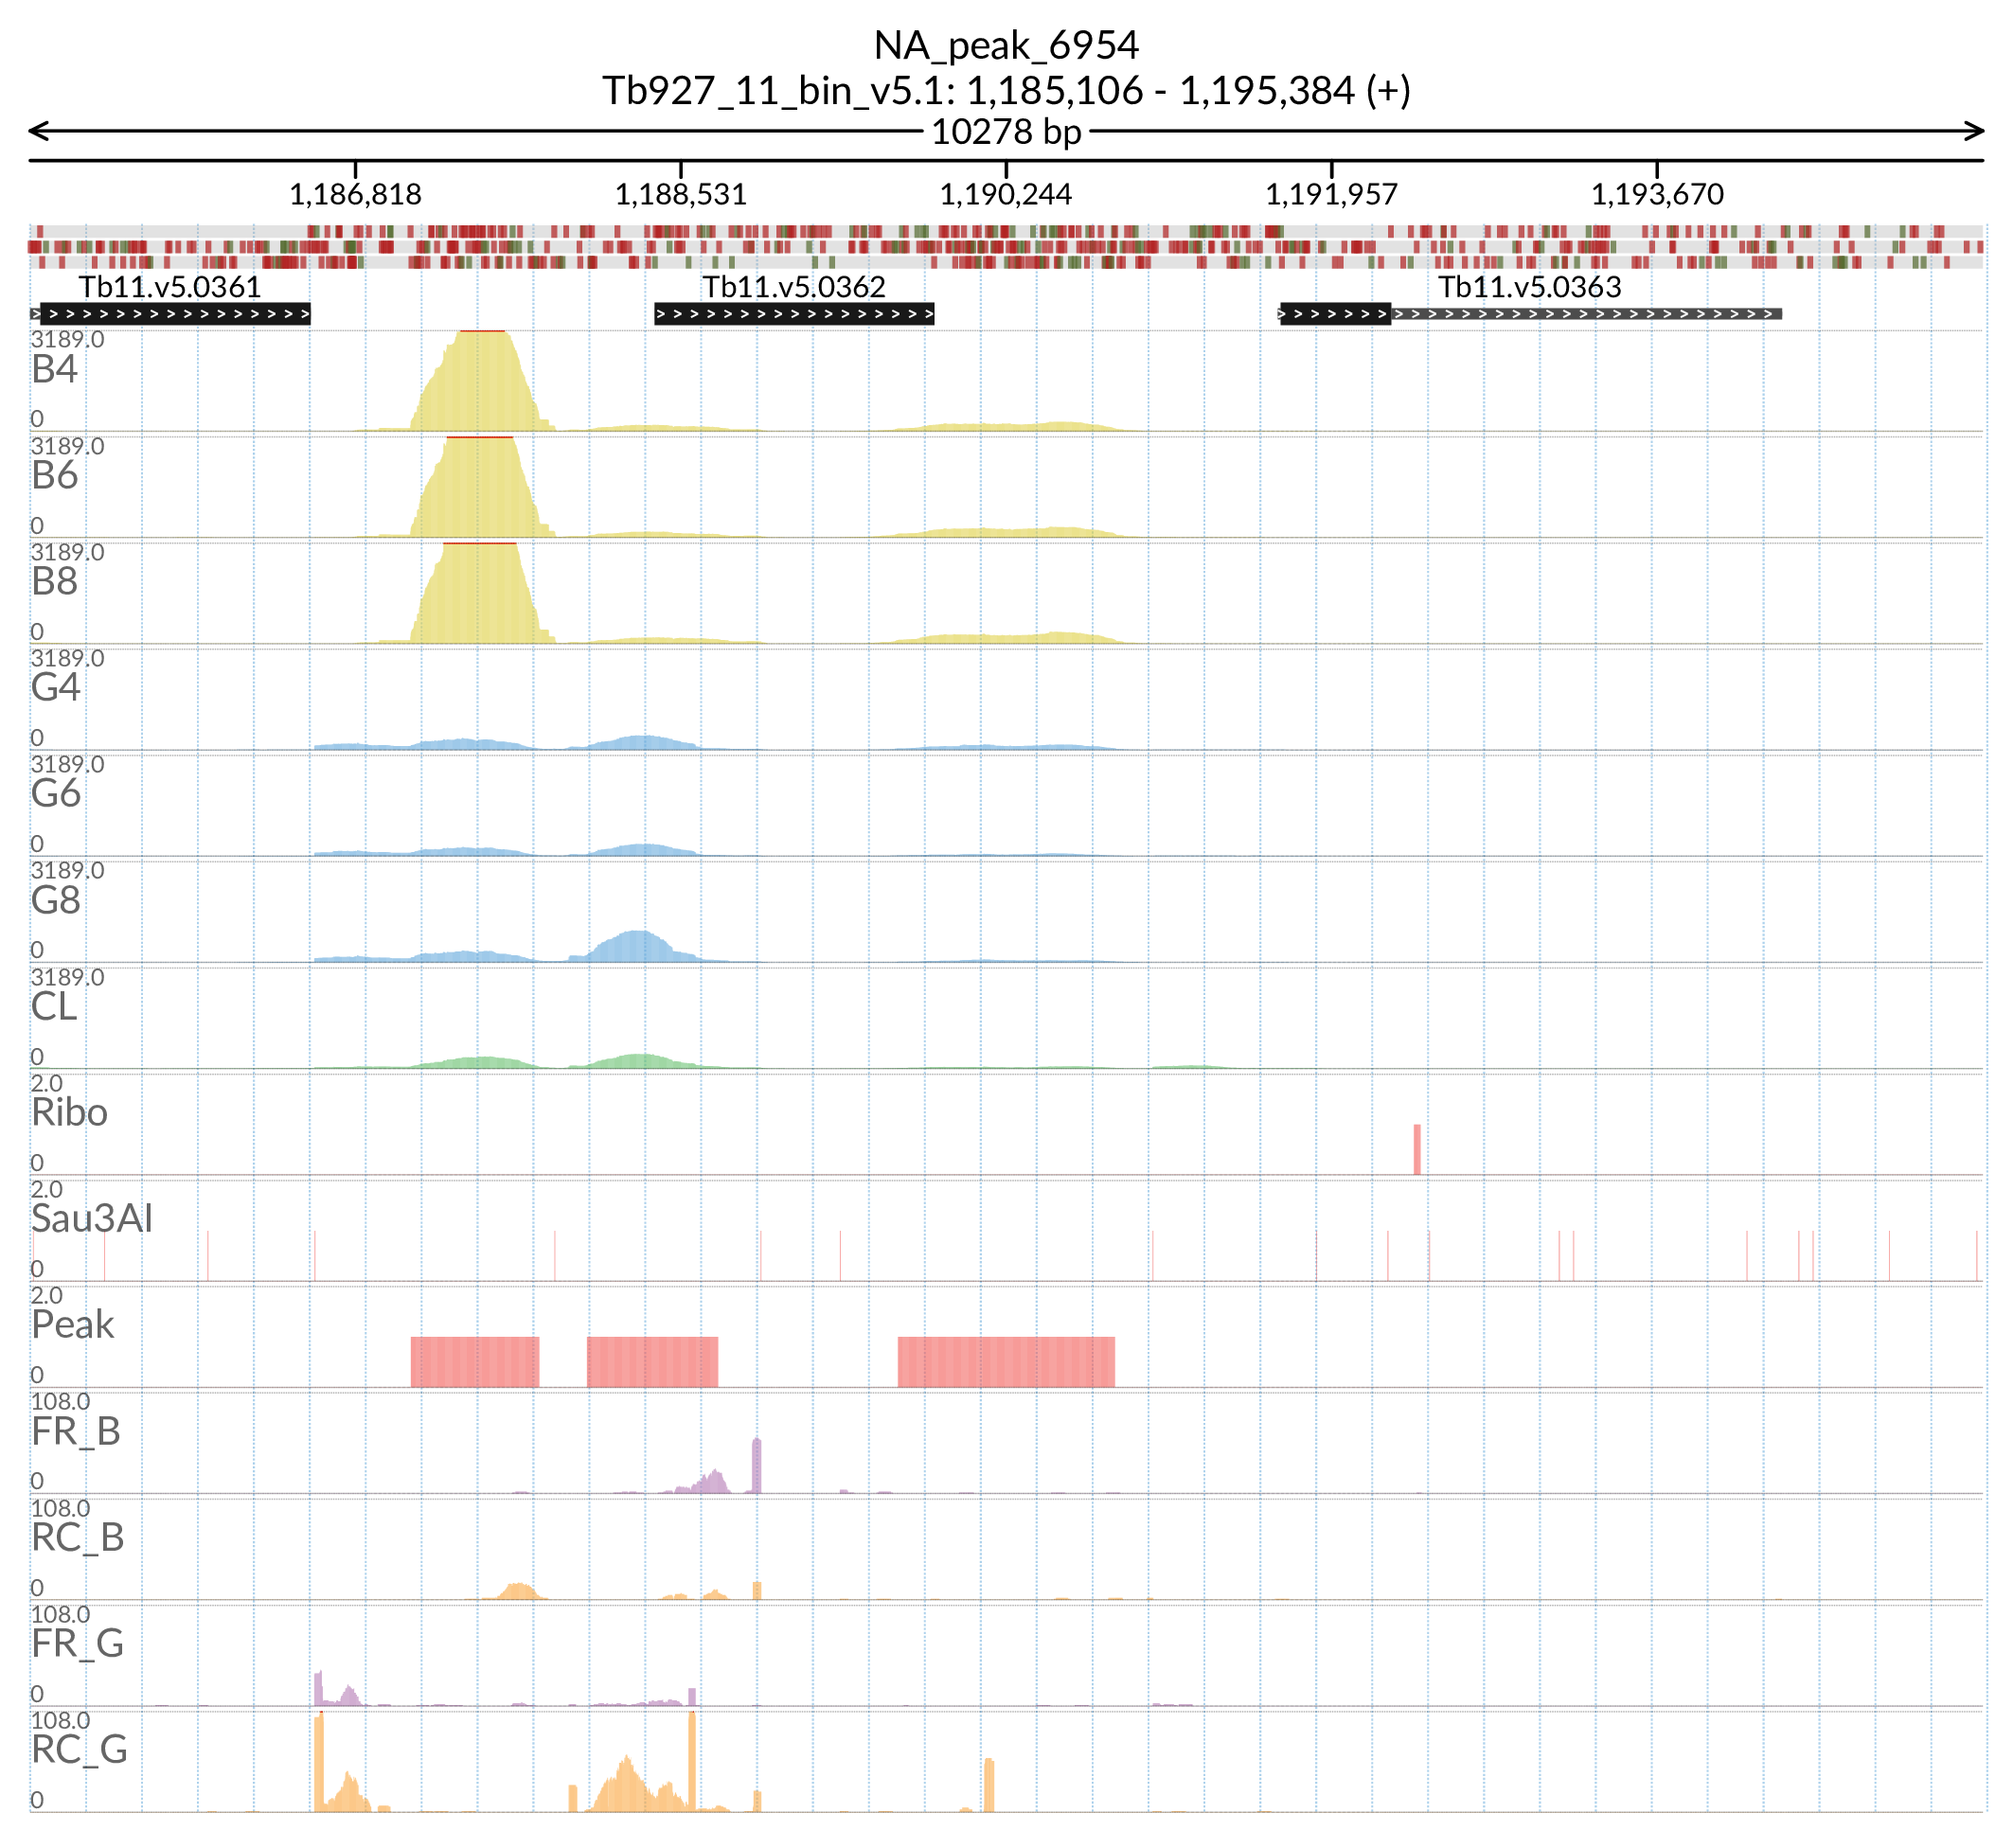 NA_peak_6954
Tb927_11_bin_v5.1: 1,185,106 - 1,195,384 (+)
10278 bp
1,186,818 1,188,531 1,190,244 1,191,957 1,193,670
Tb11.v5.0361 Tb11.v5.0362 Tb11.v5.0363
3189.0
B4
0
3189.0
B6
0
3189.0
B8
0
3189.0
G4
0
3189.0
G6
0
3189.0
G8
0
3189.0
CL
0
2.0
Ribo
0
2.0
Sau3AI
0
2.0
Peak
0
108.0
FR_B
0
108.0
RC_B
0
108.0
FR_G
0
108.0
RC_G
0